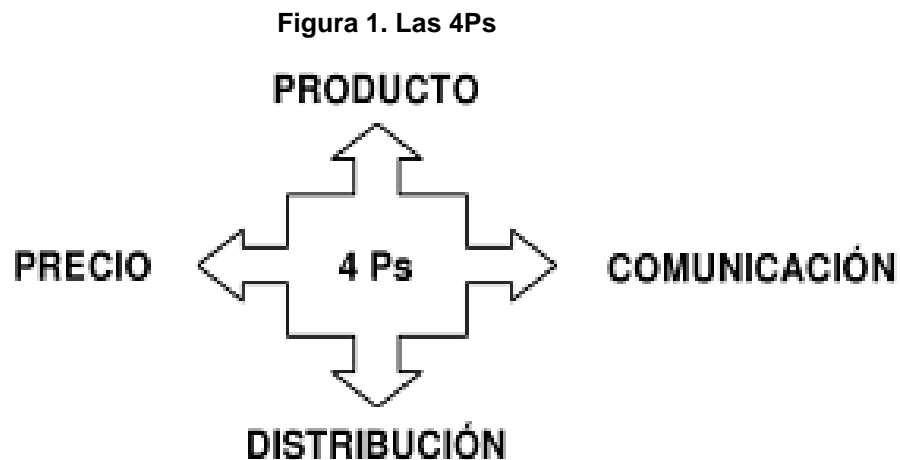 Figura 1. Las 4Ps
PRODUCTO
PRECIO
4 Ps
COMUNICACIÓN
DISTRIBUCIÓN